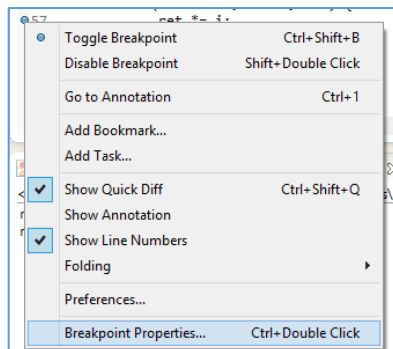 57 ret *= i;
Toggle Breakpoint Ctrl+Shift+B
Disable Breakpoint Shift+Double Click
Go to Annotation Ctrl+1
Add Bookmark...
Add Task...
Show Quick Diff Ctrl+Shift+Q
Show Annotation
Show Line Numbers
Folding
Preferences...
Breakpoint Properties... Ctrl+Double Click